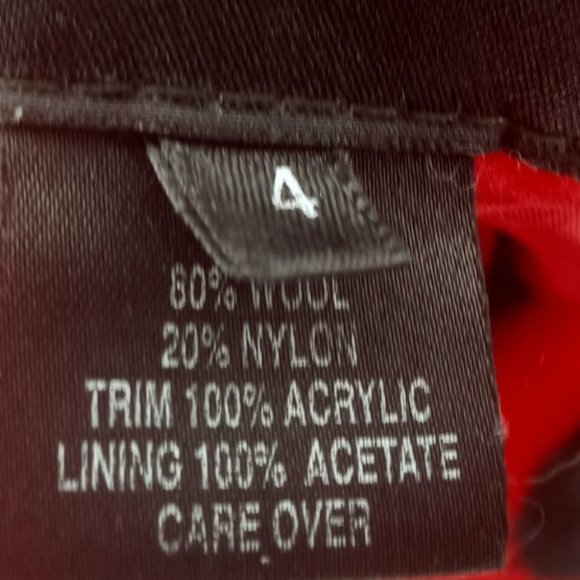 4
80% WOOL
20% NYLON
TRIM 100% ACRYLIC
LINING 100% ACETATE
CARE OVER